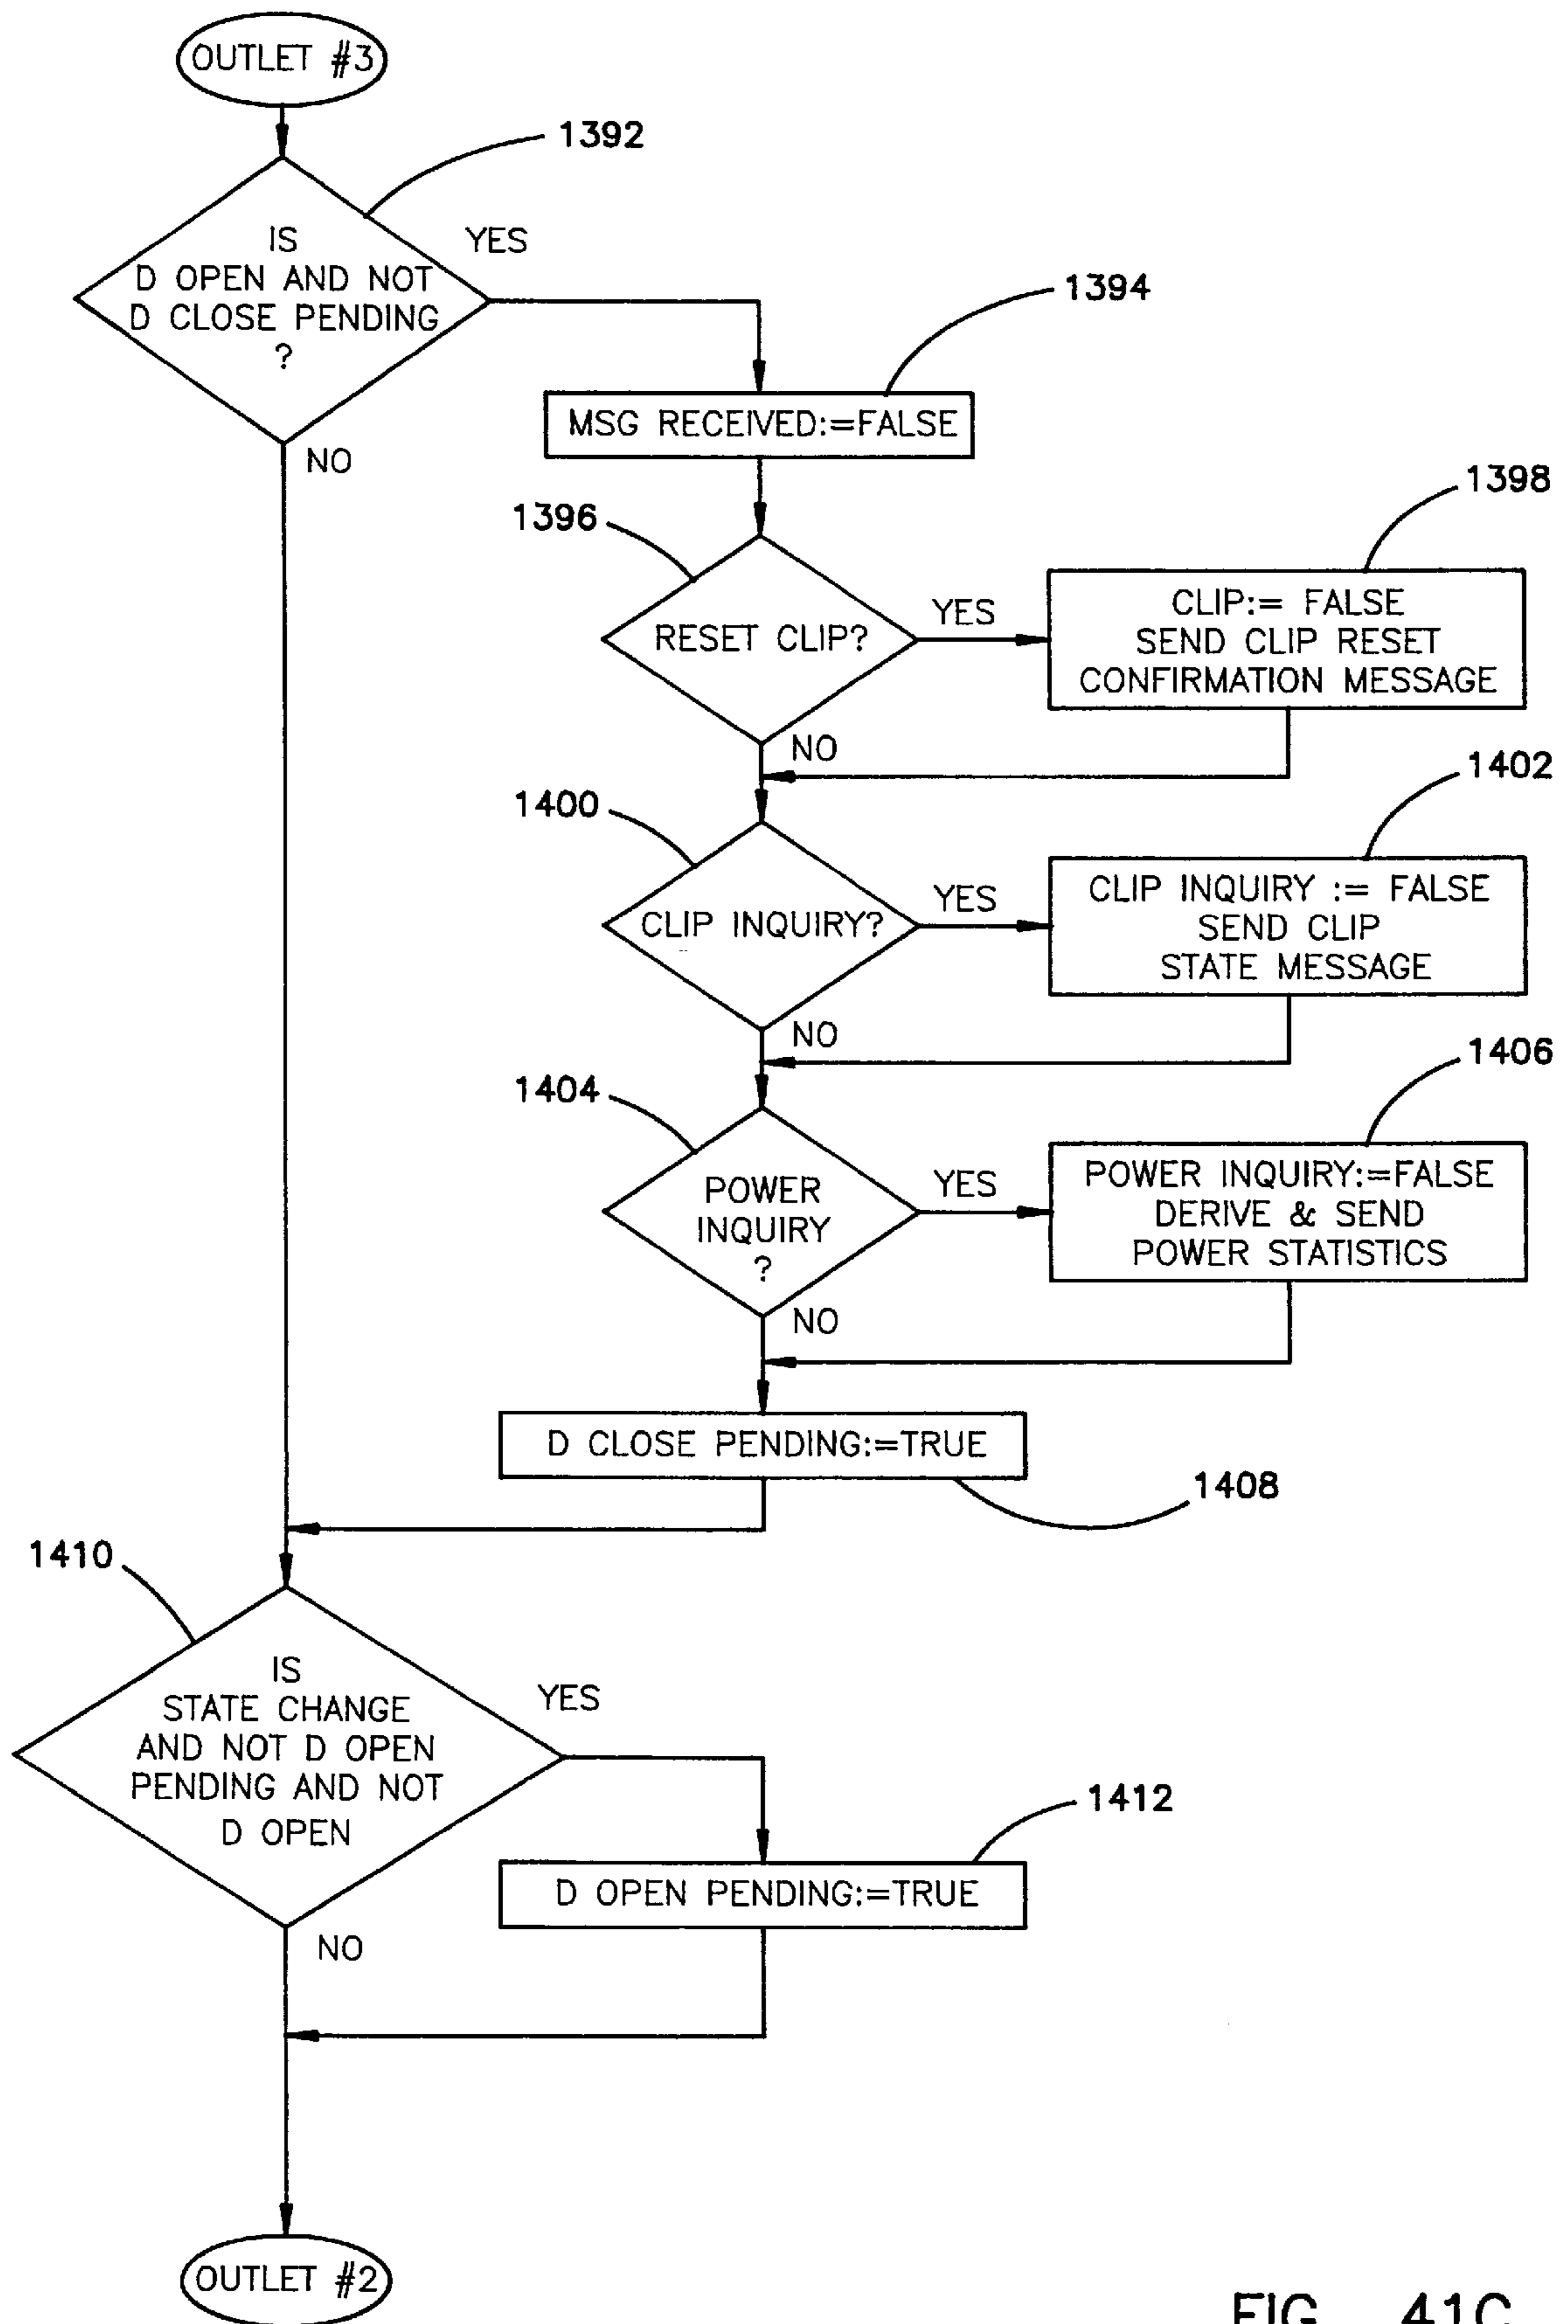 OUTLET #3
1392
IS
D OPEN AND NOT
D CLOSE PENDING
?
YES
NO
1394
MSG RECEIVED:=FALSE
1396
RESET CLIP?
YES
NO
1398
CLIP:= FALSE
SEND CLIP RESET
CONFIRMATION MESSAGE
1400
CLIP INQUIRY?
YES
NO
1402
CLIP INQUIRY := FALSE
SEND CLIP
STATE MESSAGE
1404
POWER
INQUIRY
?
YES
NO
1406
POWER INQUIRY:=FALSE
DERIVE & SEND
POWER STATISTICS
D CLOSE PENDING:=TRUE
1408
1410
IS
STATE CHANGE
AND NOT D OPEN
PENDING AND NOT
D OPEN
YES
NO
1412
D OPEN PENDING:=TRUE
OUTLET #2
FIG. 41C